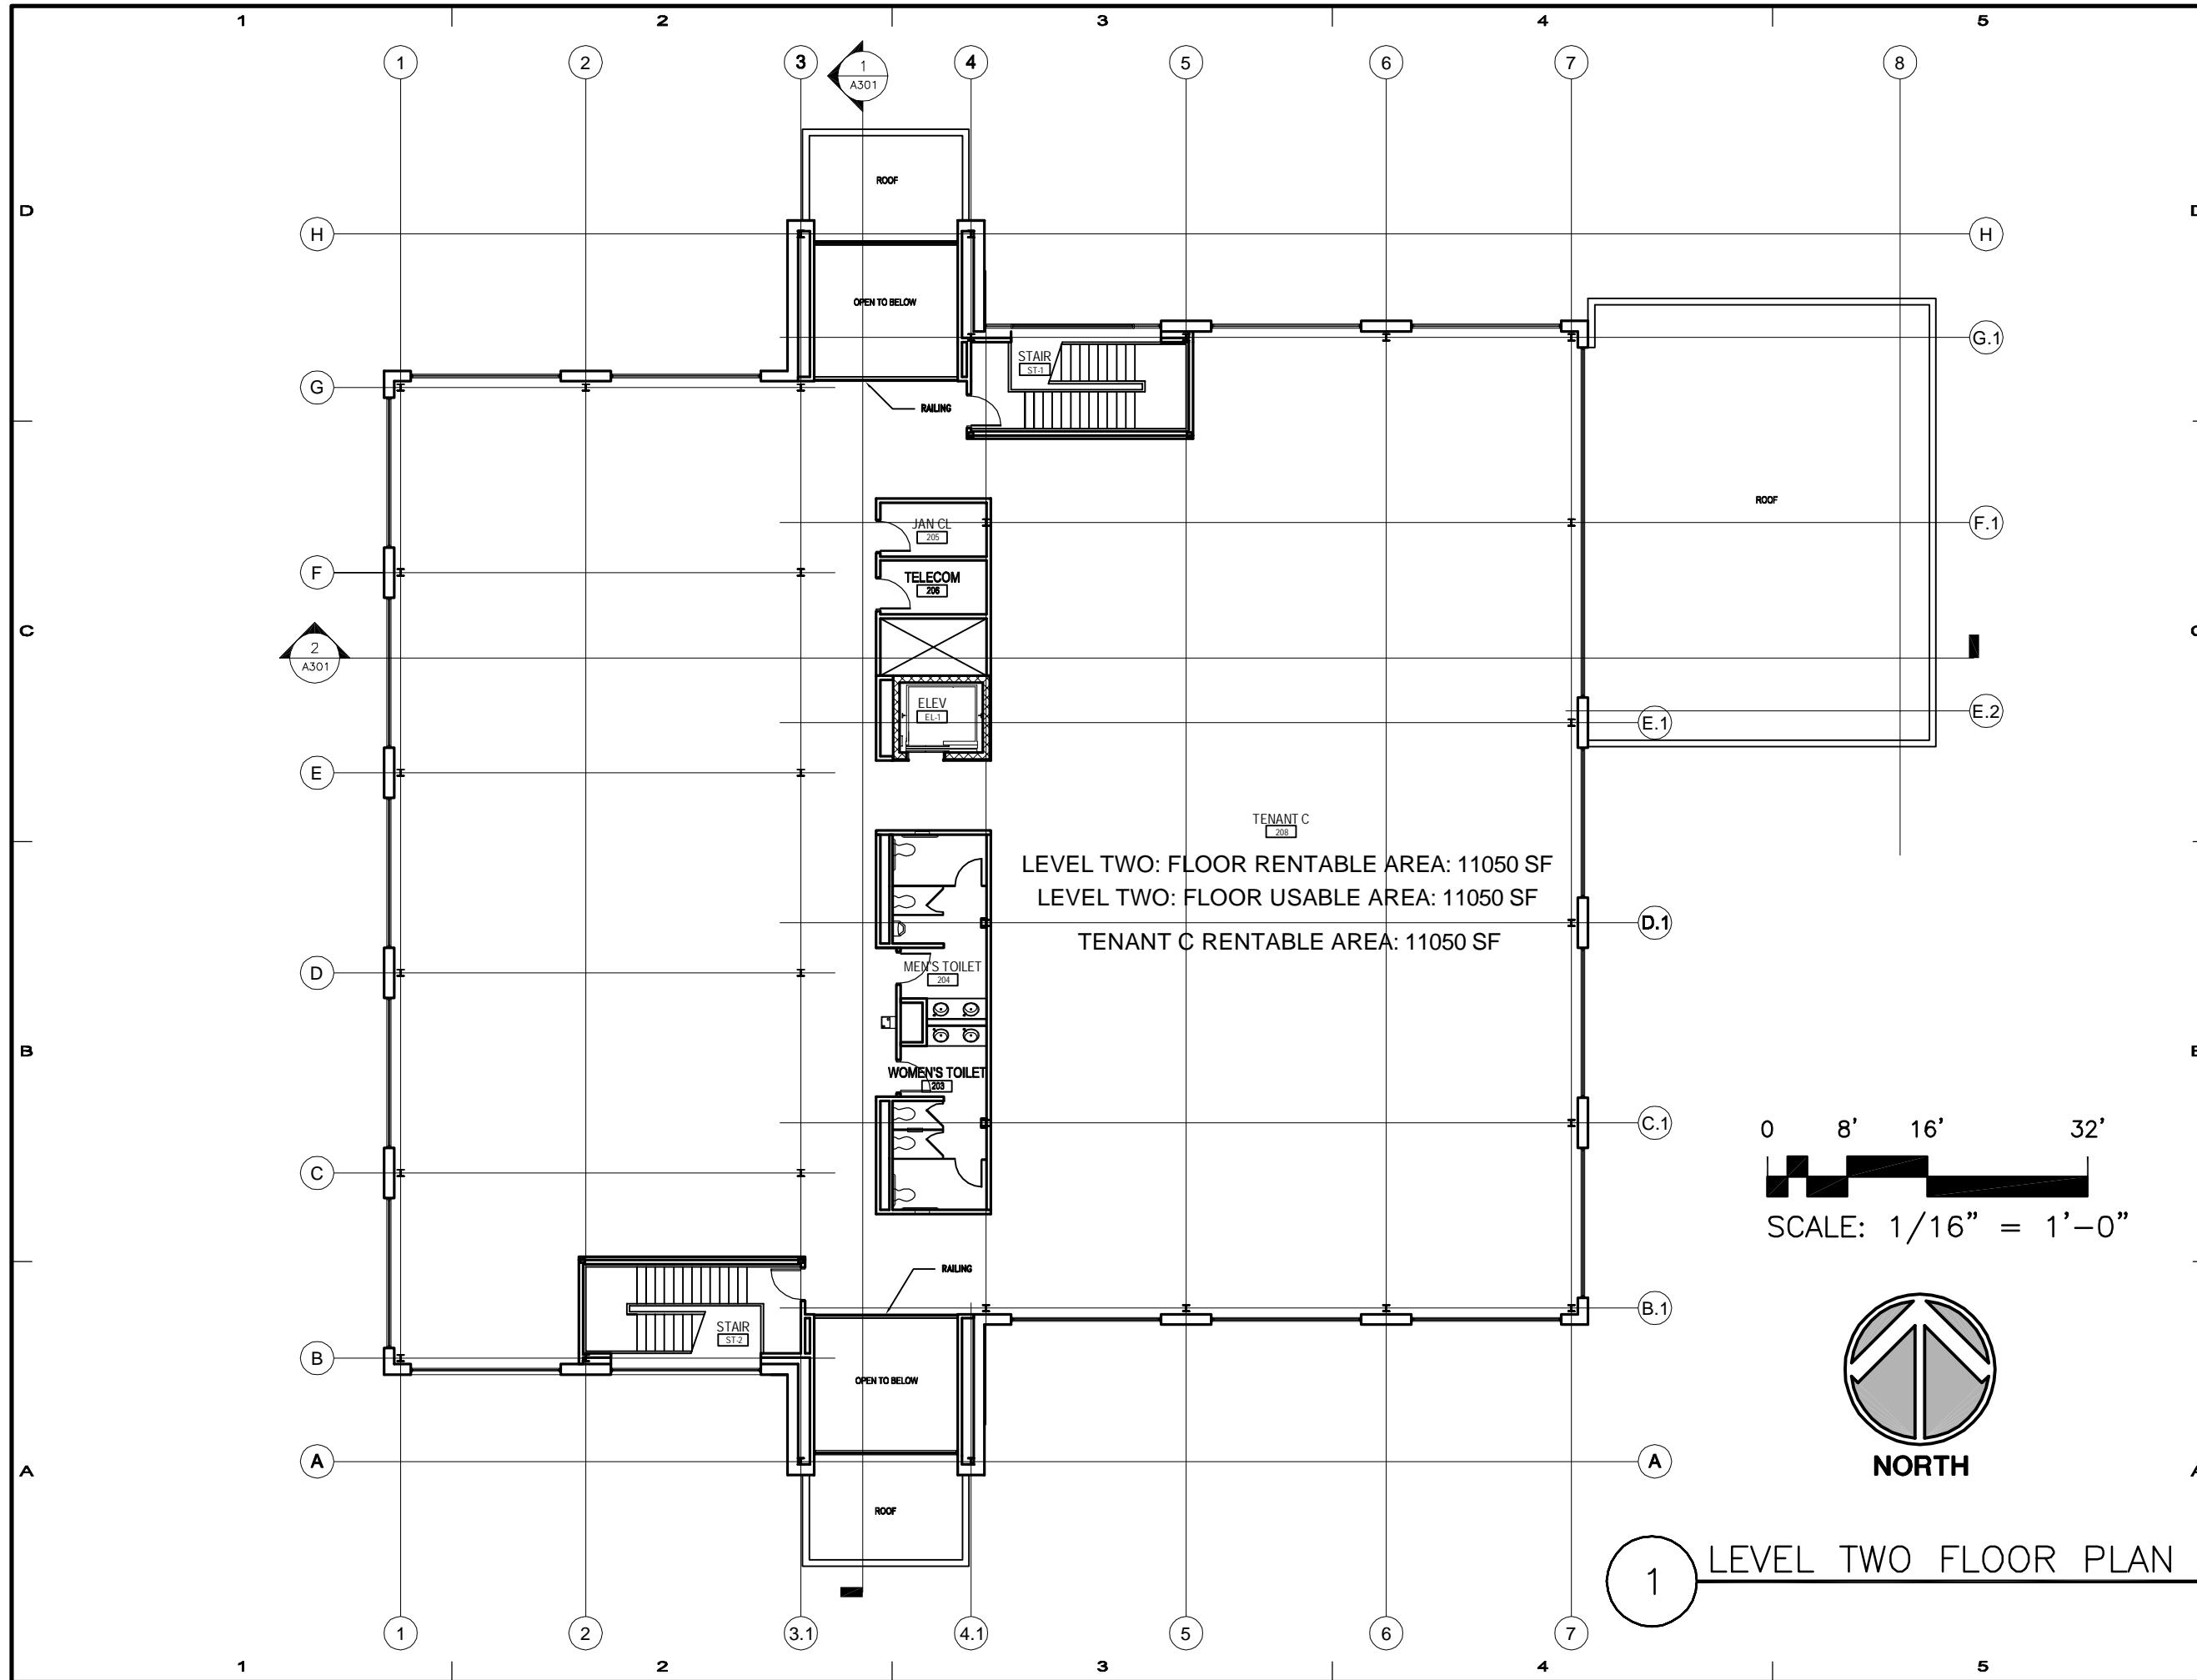 1 2 3 4 5
1 2 3 4 5 6 7 8
1
A301
ROOF
D D
H H
OPEN TO BELOW
G.1
STAIR
ST-1
G
RAILING
ROOF
JAN CL
205
F.1
F
TELECOM
206
C
2
A301
ELEV
EL-1
E.2
E.1
E
TENANT C
208
LEVEL TWO: FLOOR RENTABLE AREA: 11050 SF
LEVEL TWO: FLOOR USABLE AREA: 11050 SF
D.1
TENANT C RENTABLE AREA: 11050 SF
D
MEN'S TOILET
204
B
WOMEN'S TOILET
203
C.1
0 8' 16' 32'
C
SCALE: 1/16" = 1'-0"
RAILING
B.1
STAIR
ST-2
B
OPEN TO BELOW
A A
NORTH
A
ROOF
1 LEVEL TWO FLOOR PLAN
1 2 3.1 4.1 5 6 7
1 2 3 4 5